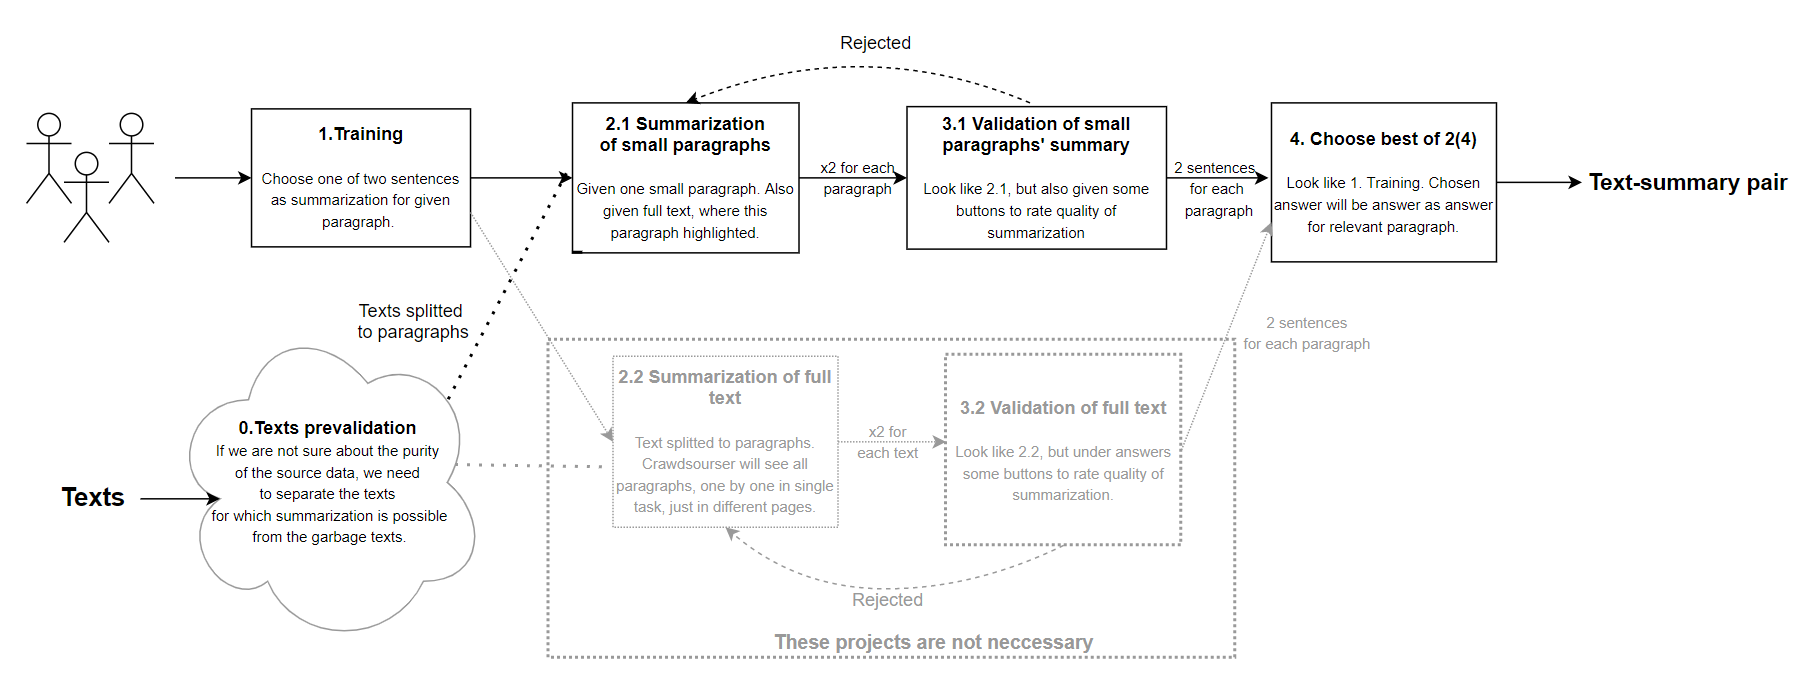 Rejected
1.Training
Choose one of two sentences
as summarization for given
paragraph.
2.1 Summarization
of small paragraphs
Given one small paragraph. Also
given full text, where this
paragraph highlighted.
x2 for each
paragraph
3.1 Validation of small
paragraphs' summary
Look like 2.1, but also given some
buttons to rate quality of
summarization
2 sentences
for each
paragraph
4. Choose best of 2(4)
Look like 1. Training. Chosen
answer will be answer as answer
for relevant paragraph.
Text-summary pair
Texts splitted
to paragraphs
2 sentences
for each paragraph
Texts
0.Texts prevalidation
If we are not sure about the purity
of the source data, we need
to separate the texts
for which summarization is possible
from the garbage texts.
2.2 Summarization of full
text
Text splitted to paragraphs.
Crawdsourser will see all
paragraphs, one by one in single
task, just in different pages.
x2 for
each text
3.2 Validation of full text
Look like 2.2, but under answers
some buttons to rate quality of
summarization.
Rejected
These projects are not neccessary